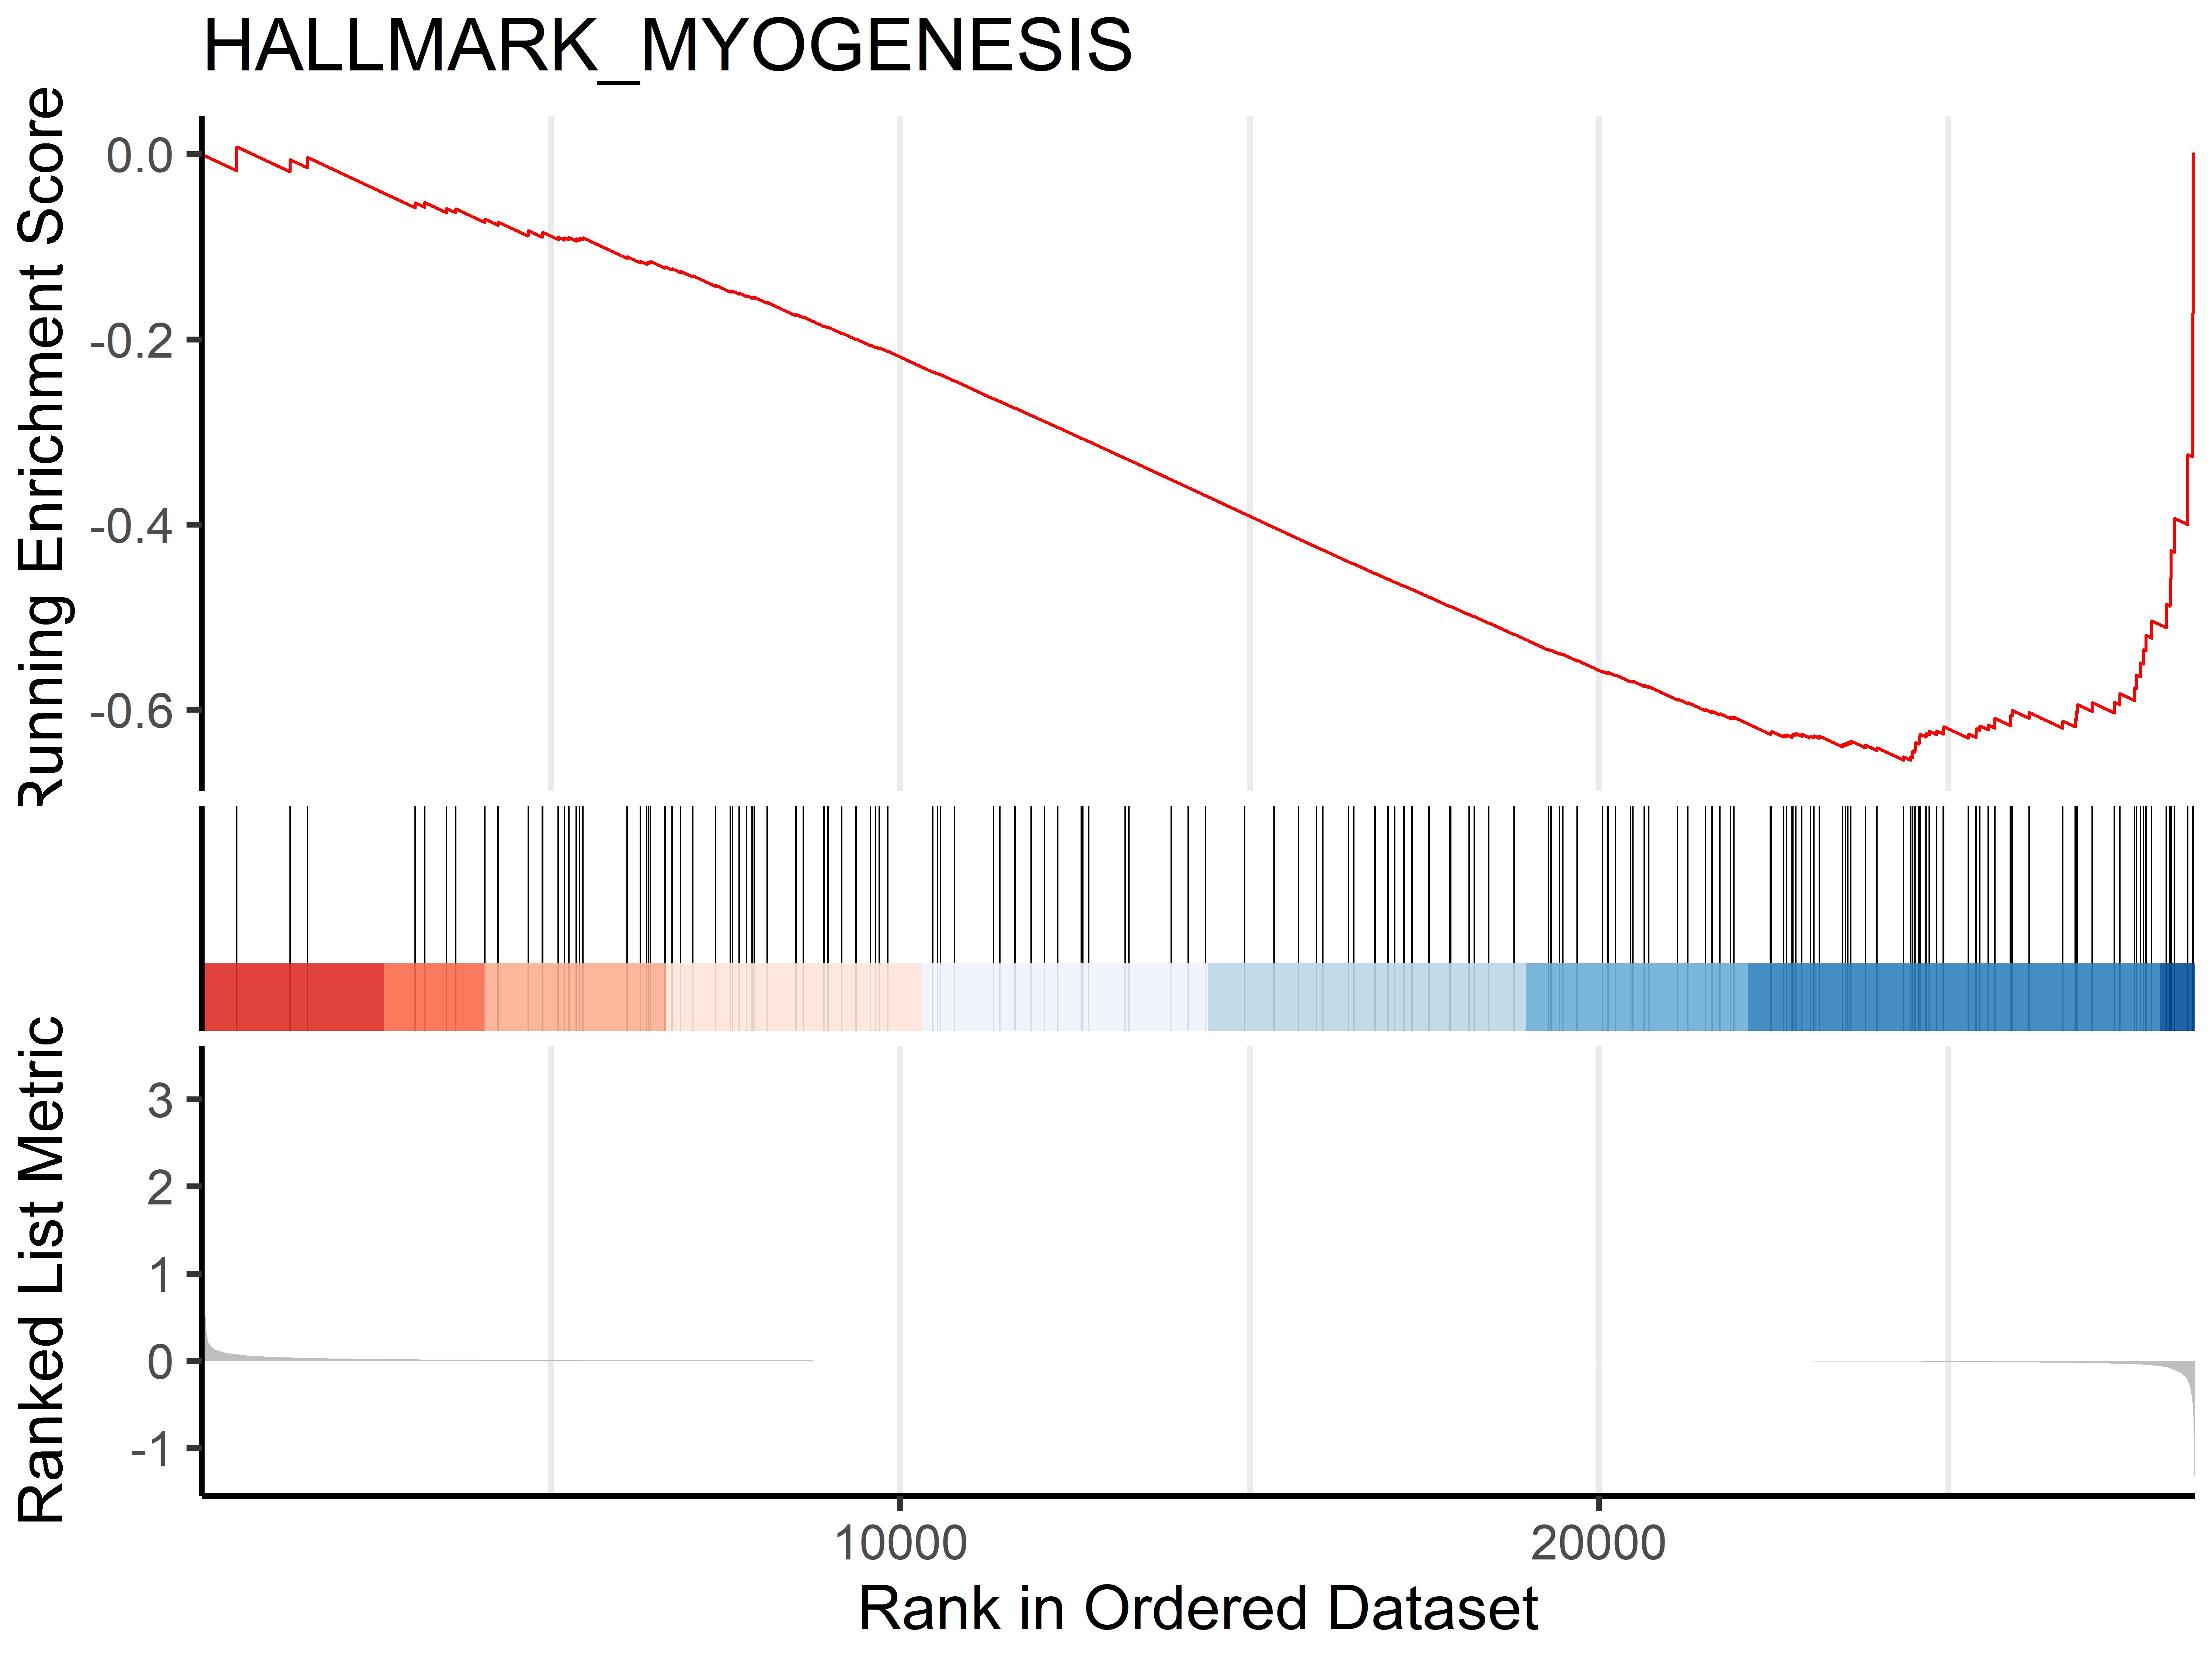 HALLMARK_MYOGENESIS
Running Enrichment Score
0.0
-0.2
-0.4
-0.6
Ranked List Metric
3
2
1
0
-1
10000
20000
Rank in Ordered Dataset